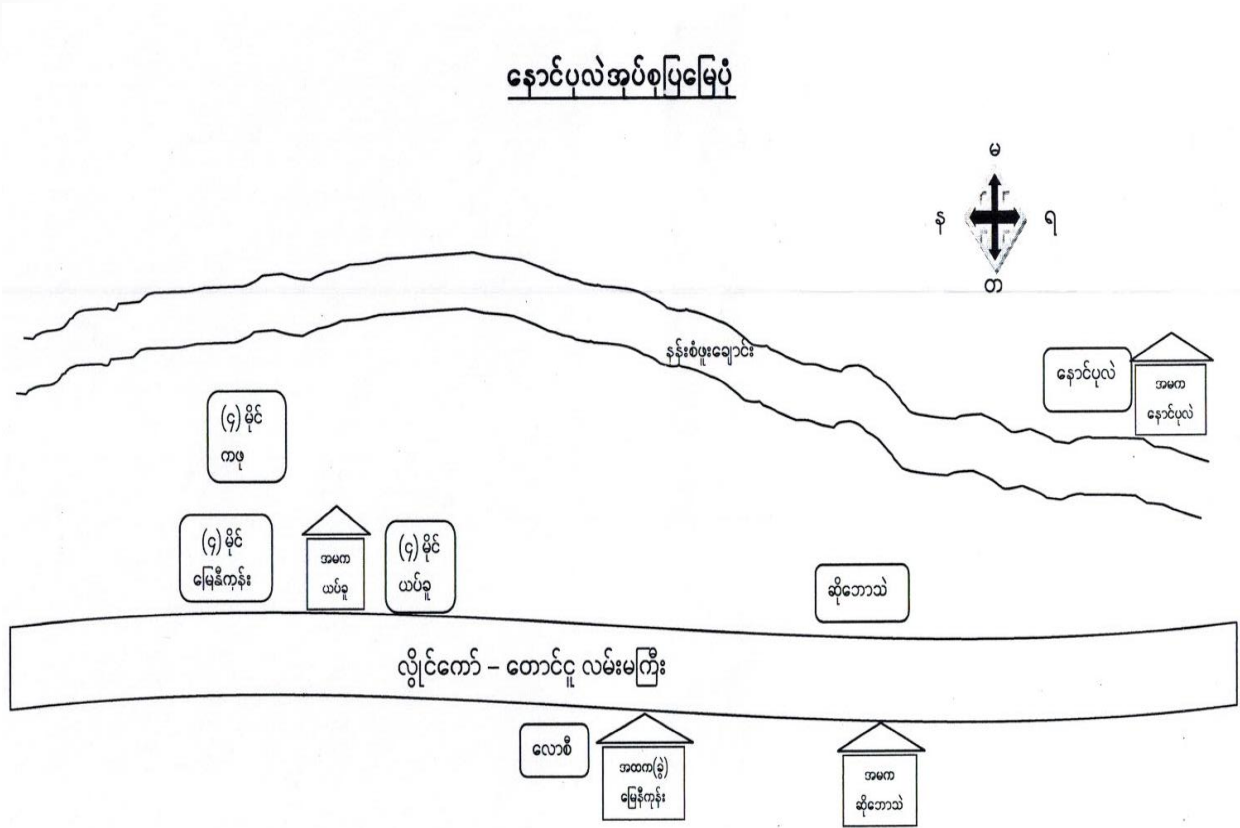 နောင်ပုလဲအုပ်စုပြမြေပုံ
မ
န
ရ
တ
နန်းစံဖူးချောင်း
နောင်ပုလဲ
အမက
နောင်ပုလဲ
(၄) မိုင်
ကဖု
(၄) မိုင်
မြေနီကုန်း
အမက
ယပ်ခူ
(၄) မိုင်
ယပ်ခူ
ဆိုဘောသဲ
လွိုင်ကော် – တောင်ငူ လမ်းမကြီး
လောစီ
အထက(ခွဲ)
မြေနီကုန်း
အမက
ဆိုဘောသဲ